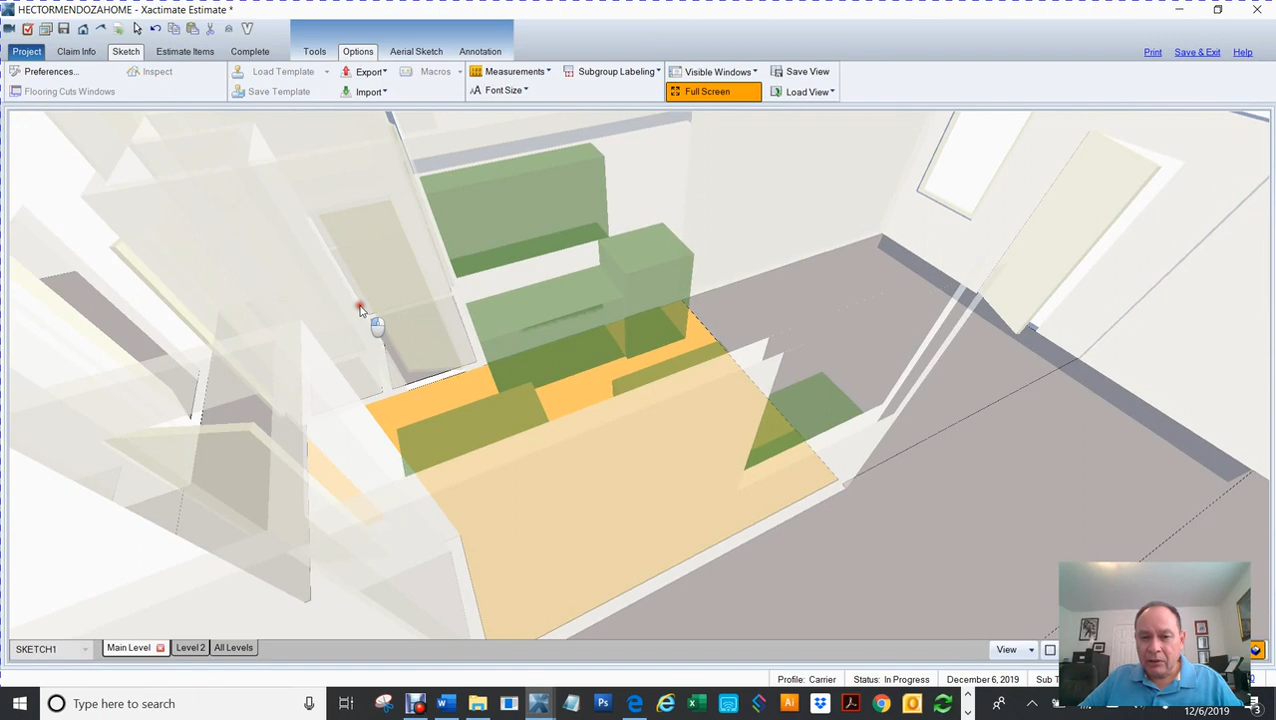 HECTORMENDOZAHOME - Xactimate Estimate *
Project Claim Info Sketch Estimate Items Complete Tools Options Aerial Sketch Annotation Print Save & Exit Help
Preferences... Inspect Load Template Export Macros Measurements Subgroup Labeling Visible Windows Save View
Flooring Cuts Windows Save Template Import Font Size Full Screen Load View
SKETCH1 Main Level Level 2 All Levels View
Profile: Carrier Status: In Progress December 6, 2019 Sub T
Type here to search
12/6/2019